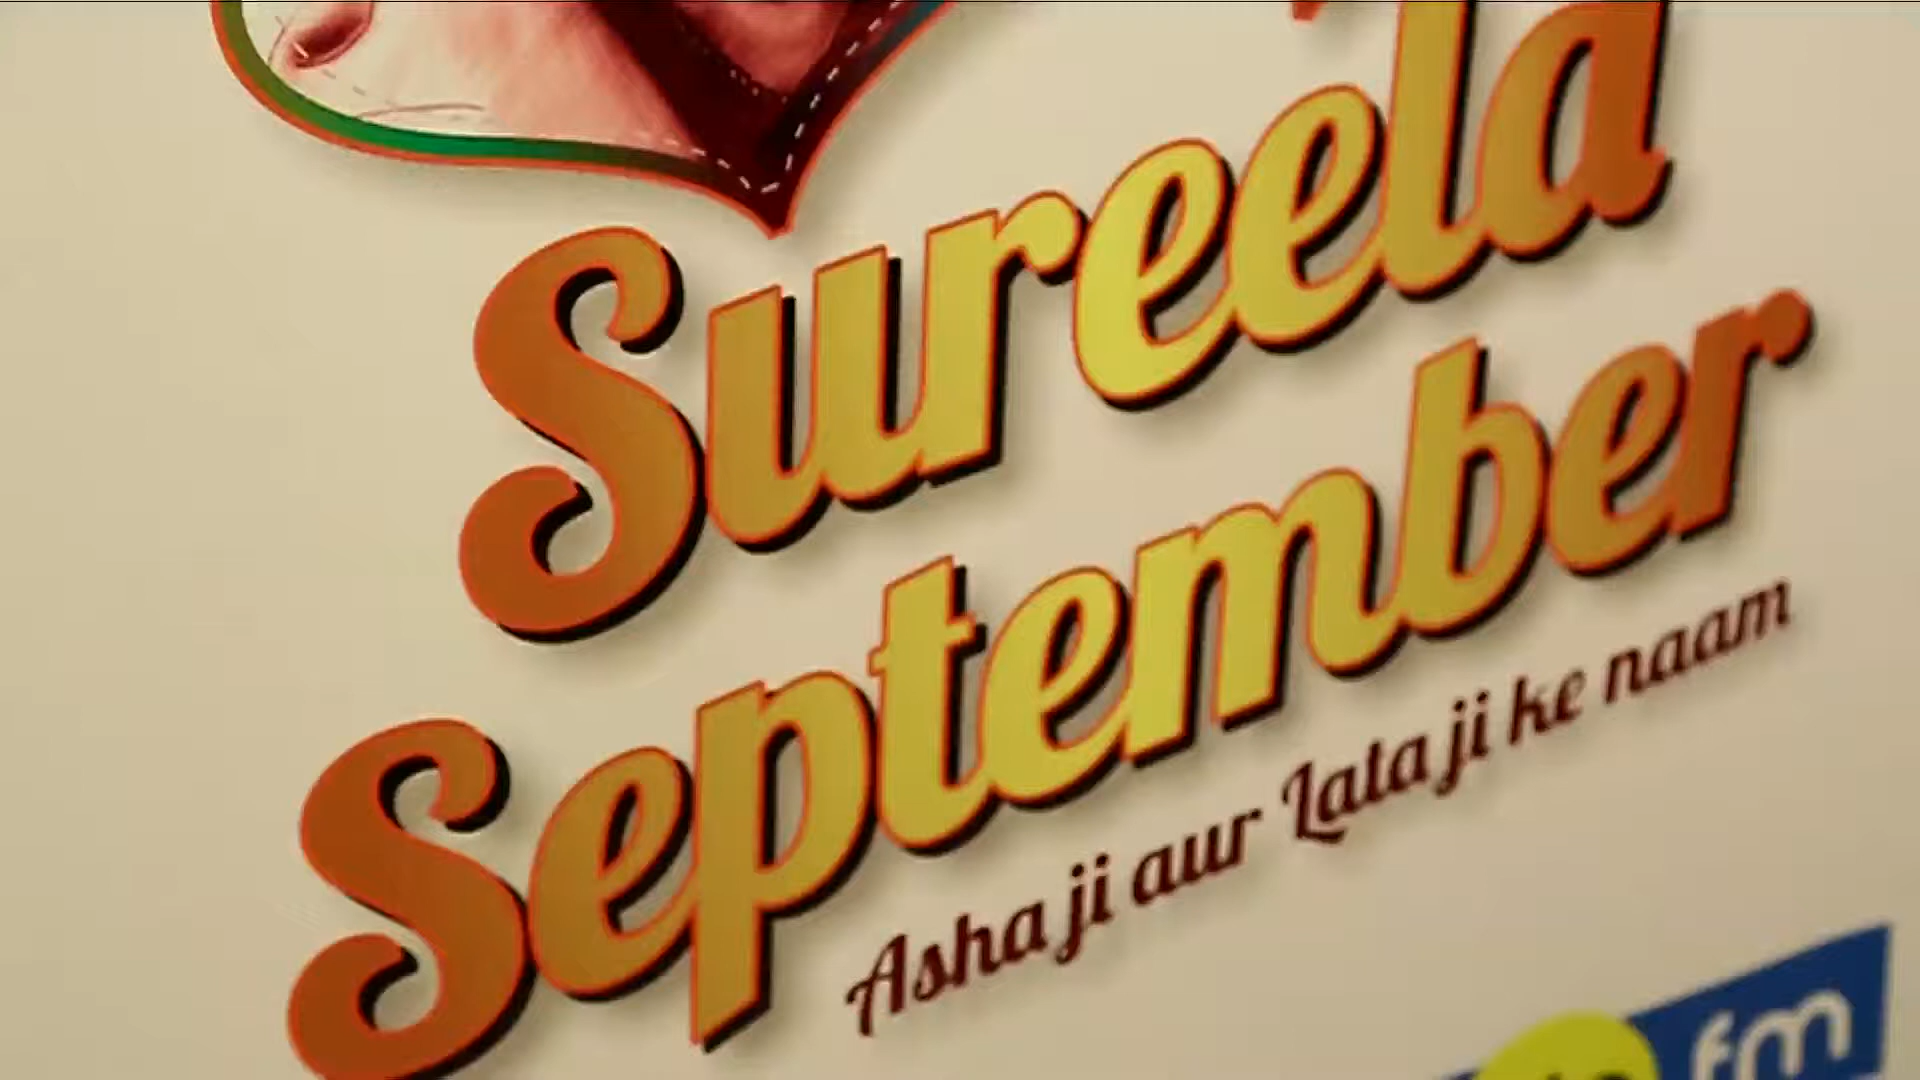 Sureela
September
Asha ji aur Lata ji ke naam
fm